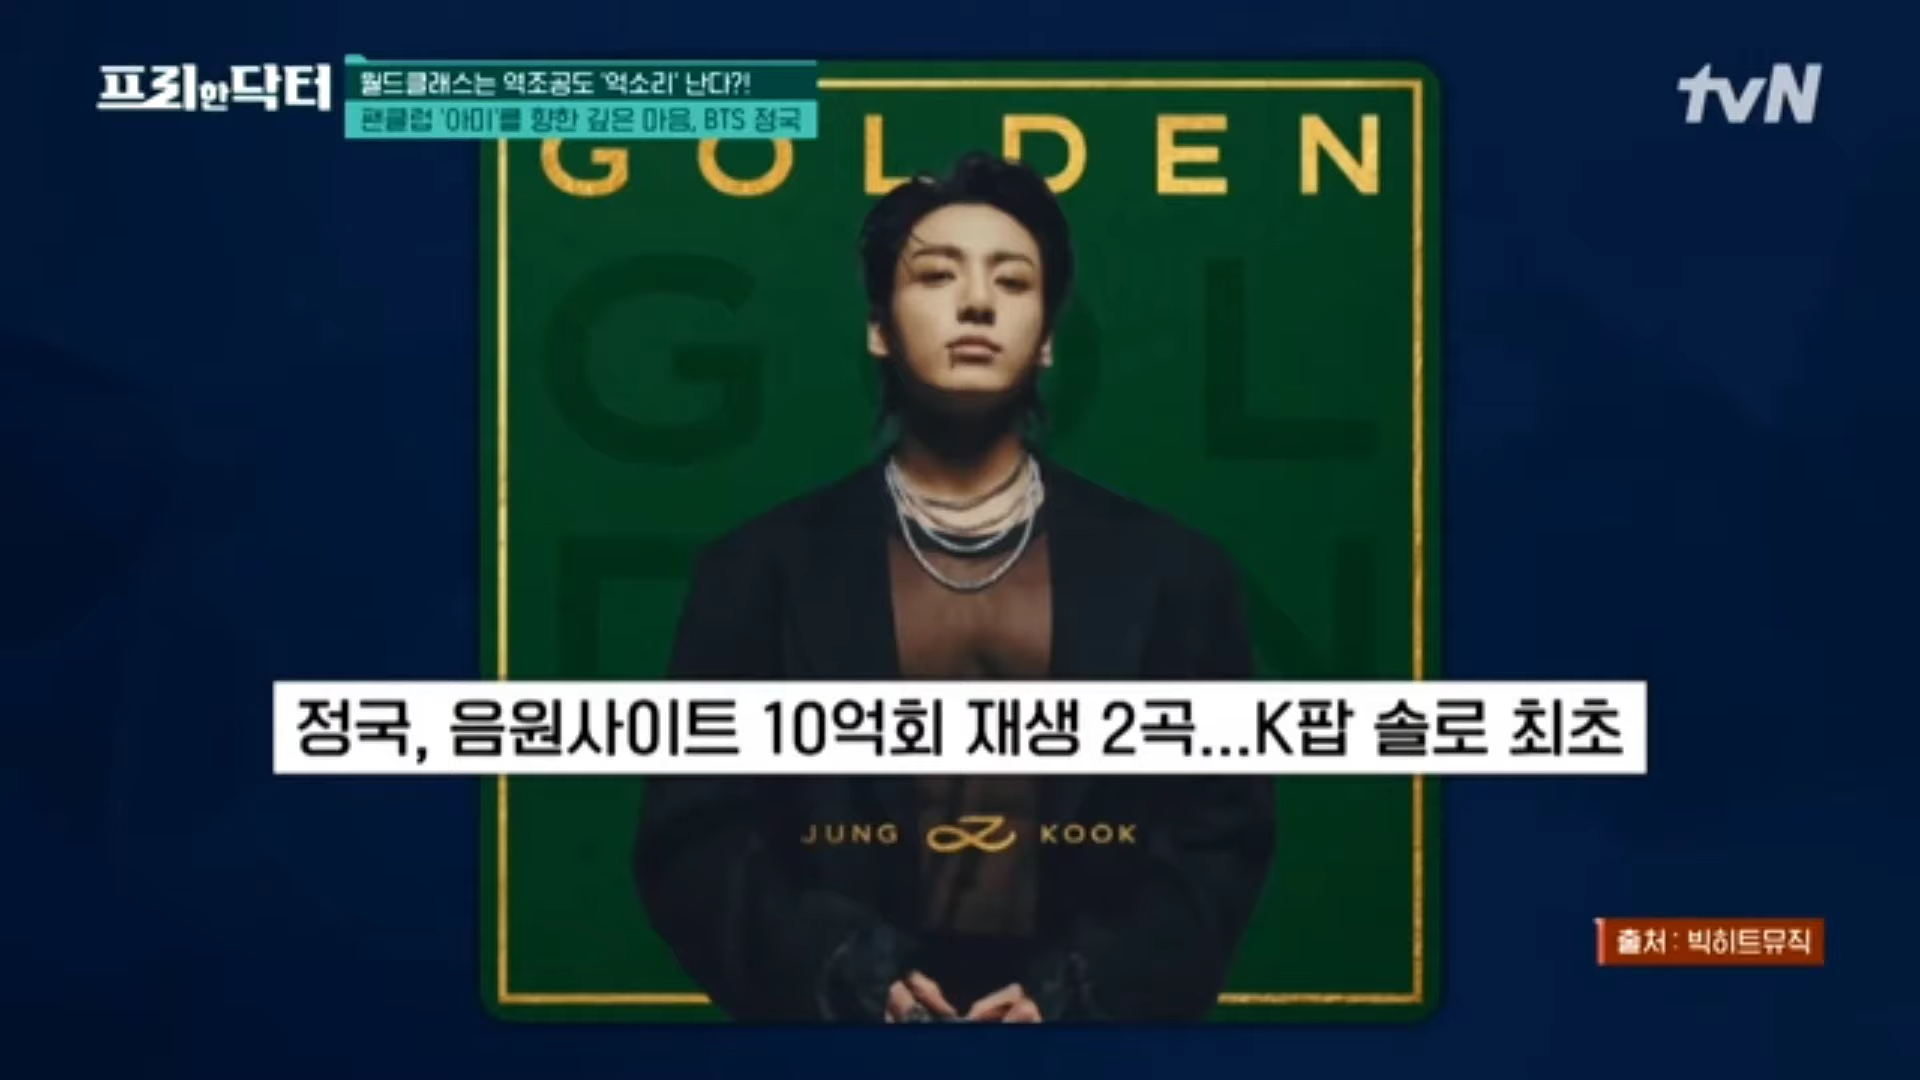 프리한닥터
월드클래스는 역조공도 '억소리' 난다?!
팬클럽 '아미'를 향한 깊은 마음, BTS 정국
tvN
GOLDEN
GOL
D N
정국, 음원사이트 10억회 재생 2곡...K팝 솔로 최초
JUNG KOOK
출처 : 빅히트뮤직